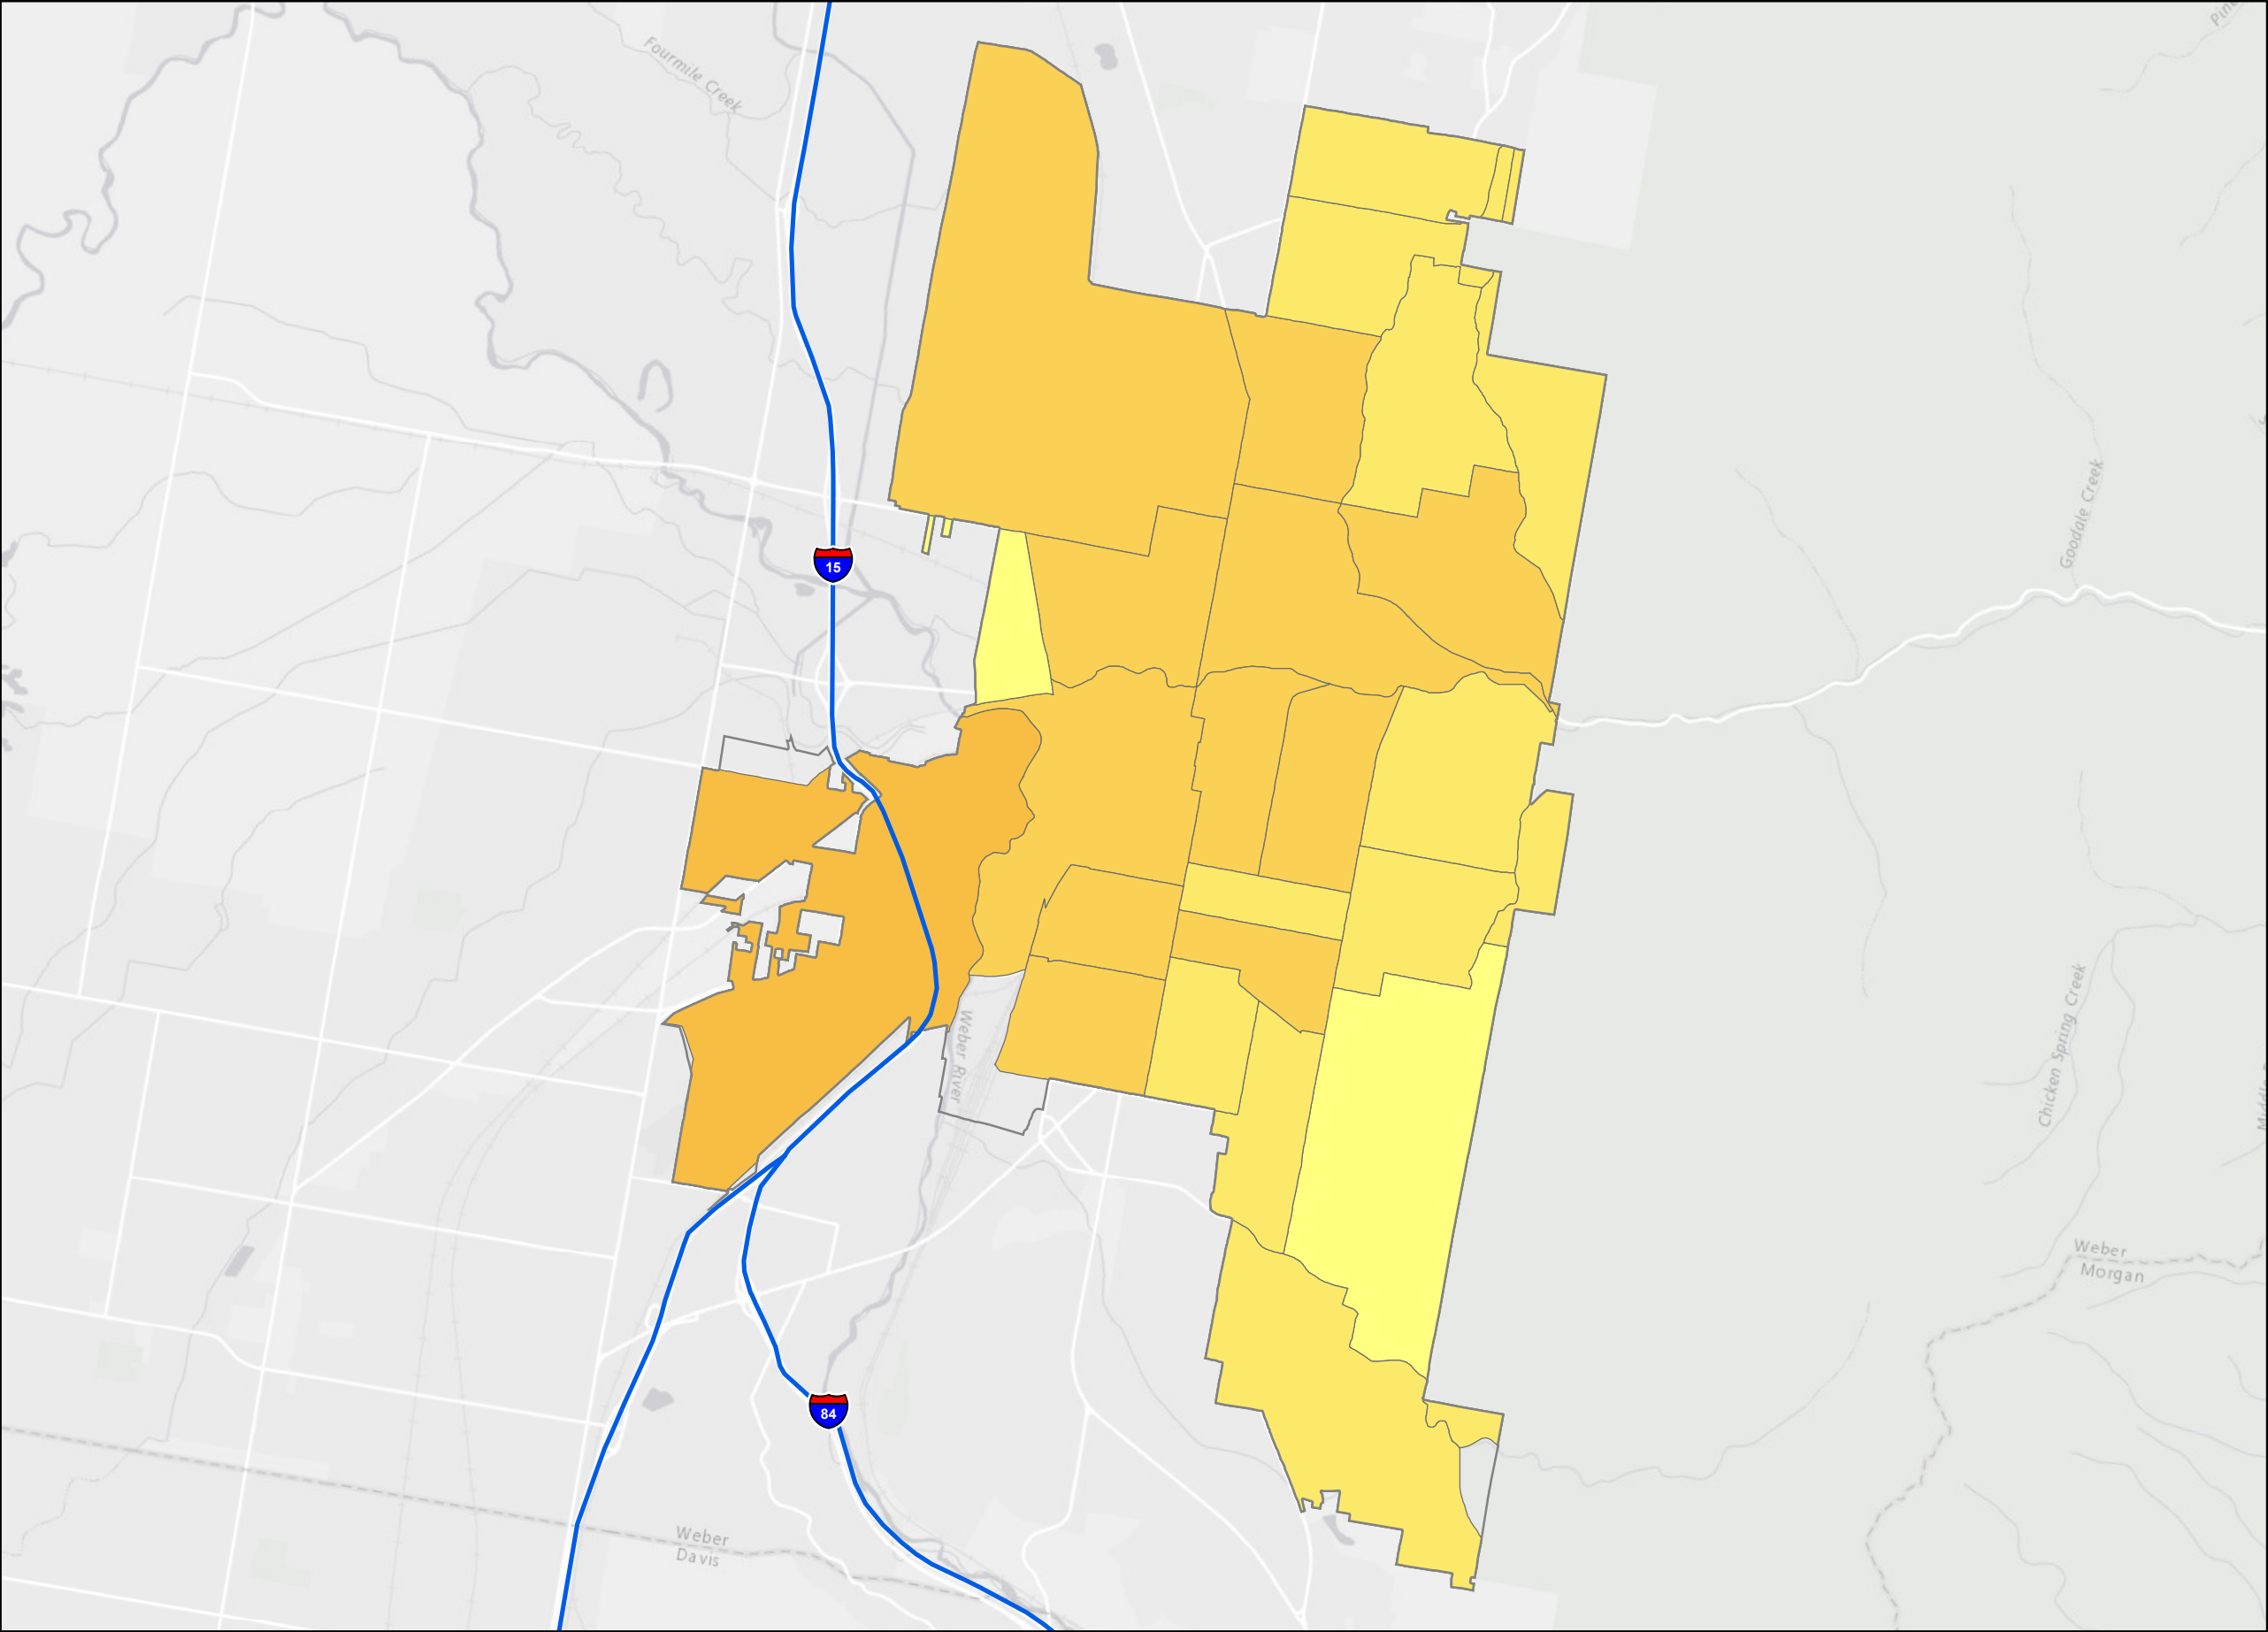 Fourmile Creek
15
Goodale Creek
Chicken Spring Creek
Weber River
Weber
Morgan
84
Weber
Davis